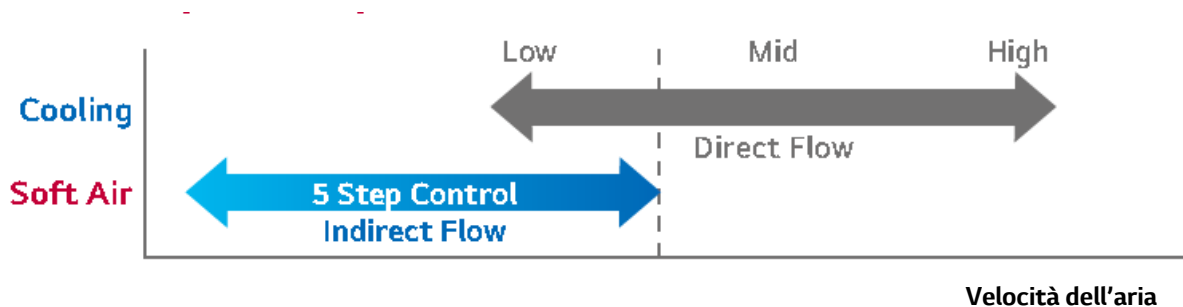 Low Mid High
Cooling
Direct Flow
Soft Air
5 Step Control
Indirect Flow
Velocità dell'aria